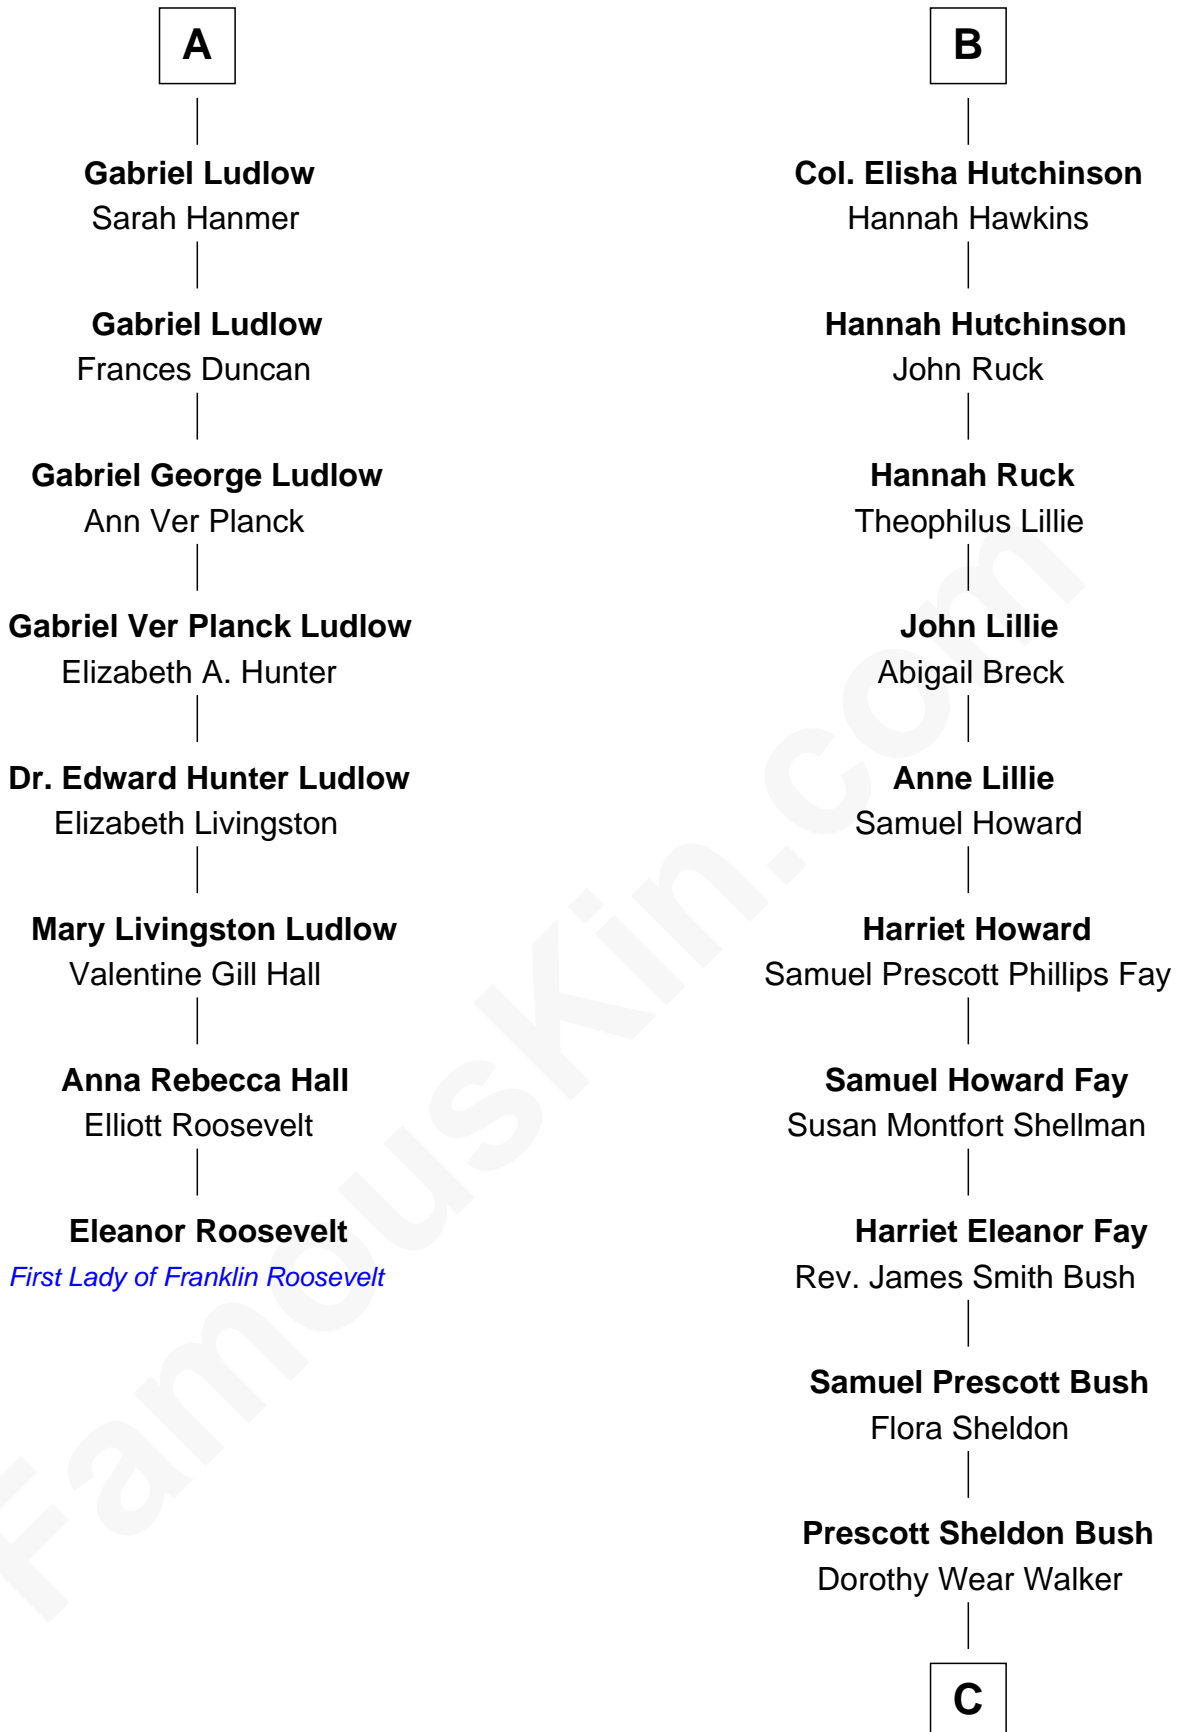 A
Gabriel Ludlow
Sarah Hanmer
Gabriel Ludlow
Frances Duncan
Gabriel George Ludlow
Ann Ver Planck
Gabriel Ver Planck Ludlow
Elizabeth A. Hunter
Dr. Edward Hunter Ludlow
Elizabeth Livingston
Mary Livingston Ludlow
Valentine Gill Hall
Anna Rebecca Hall
Elliott Roosevelt
Eleanor Roosevelt
First Lady of Franklin Roosevelt
B
Col. Elisha Hutchinson
Hannah Hawkins
Hannah Hutchinson
John Ruck
Hannah Ruck
Theophilus Lillie
John Lillie
Abigail Breck
Anne Lillie
Samuel Howard
Harriet Howard
Samuel Prescott Phillips Fay
Samuel Howard Fay
Susan Montfort Shellman
Harriet Eleanor Fay
Rev. James Smith Bush
Samuel Prescott Bush
Flora Sheldon
Prescott Sheldon Bush
Dorothy Wear Walker
C
FamousKin.com